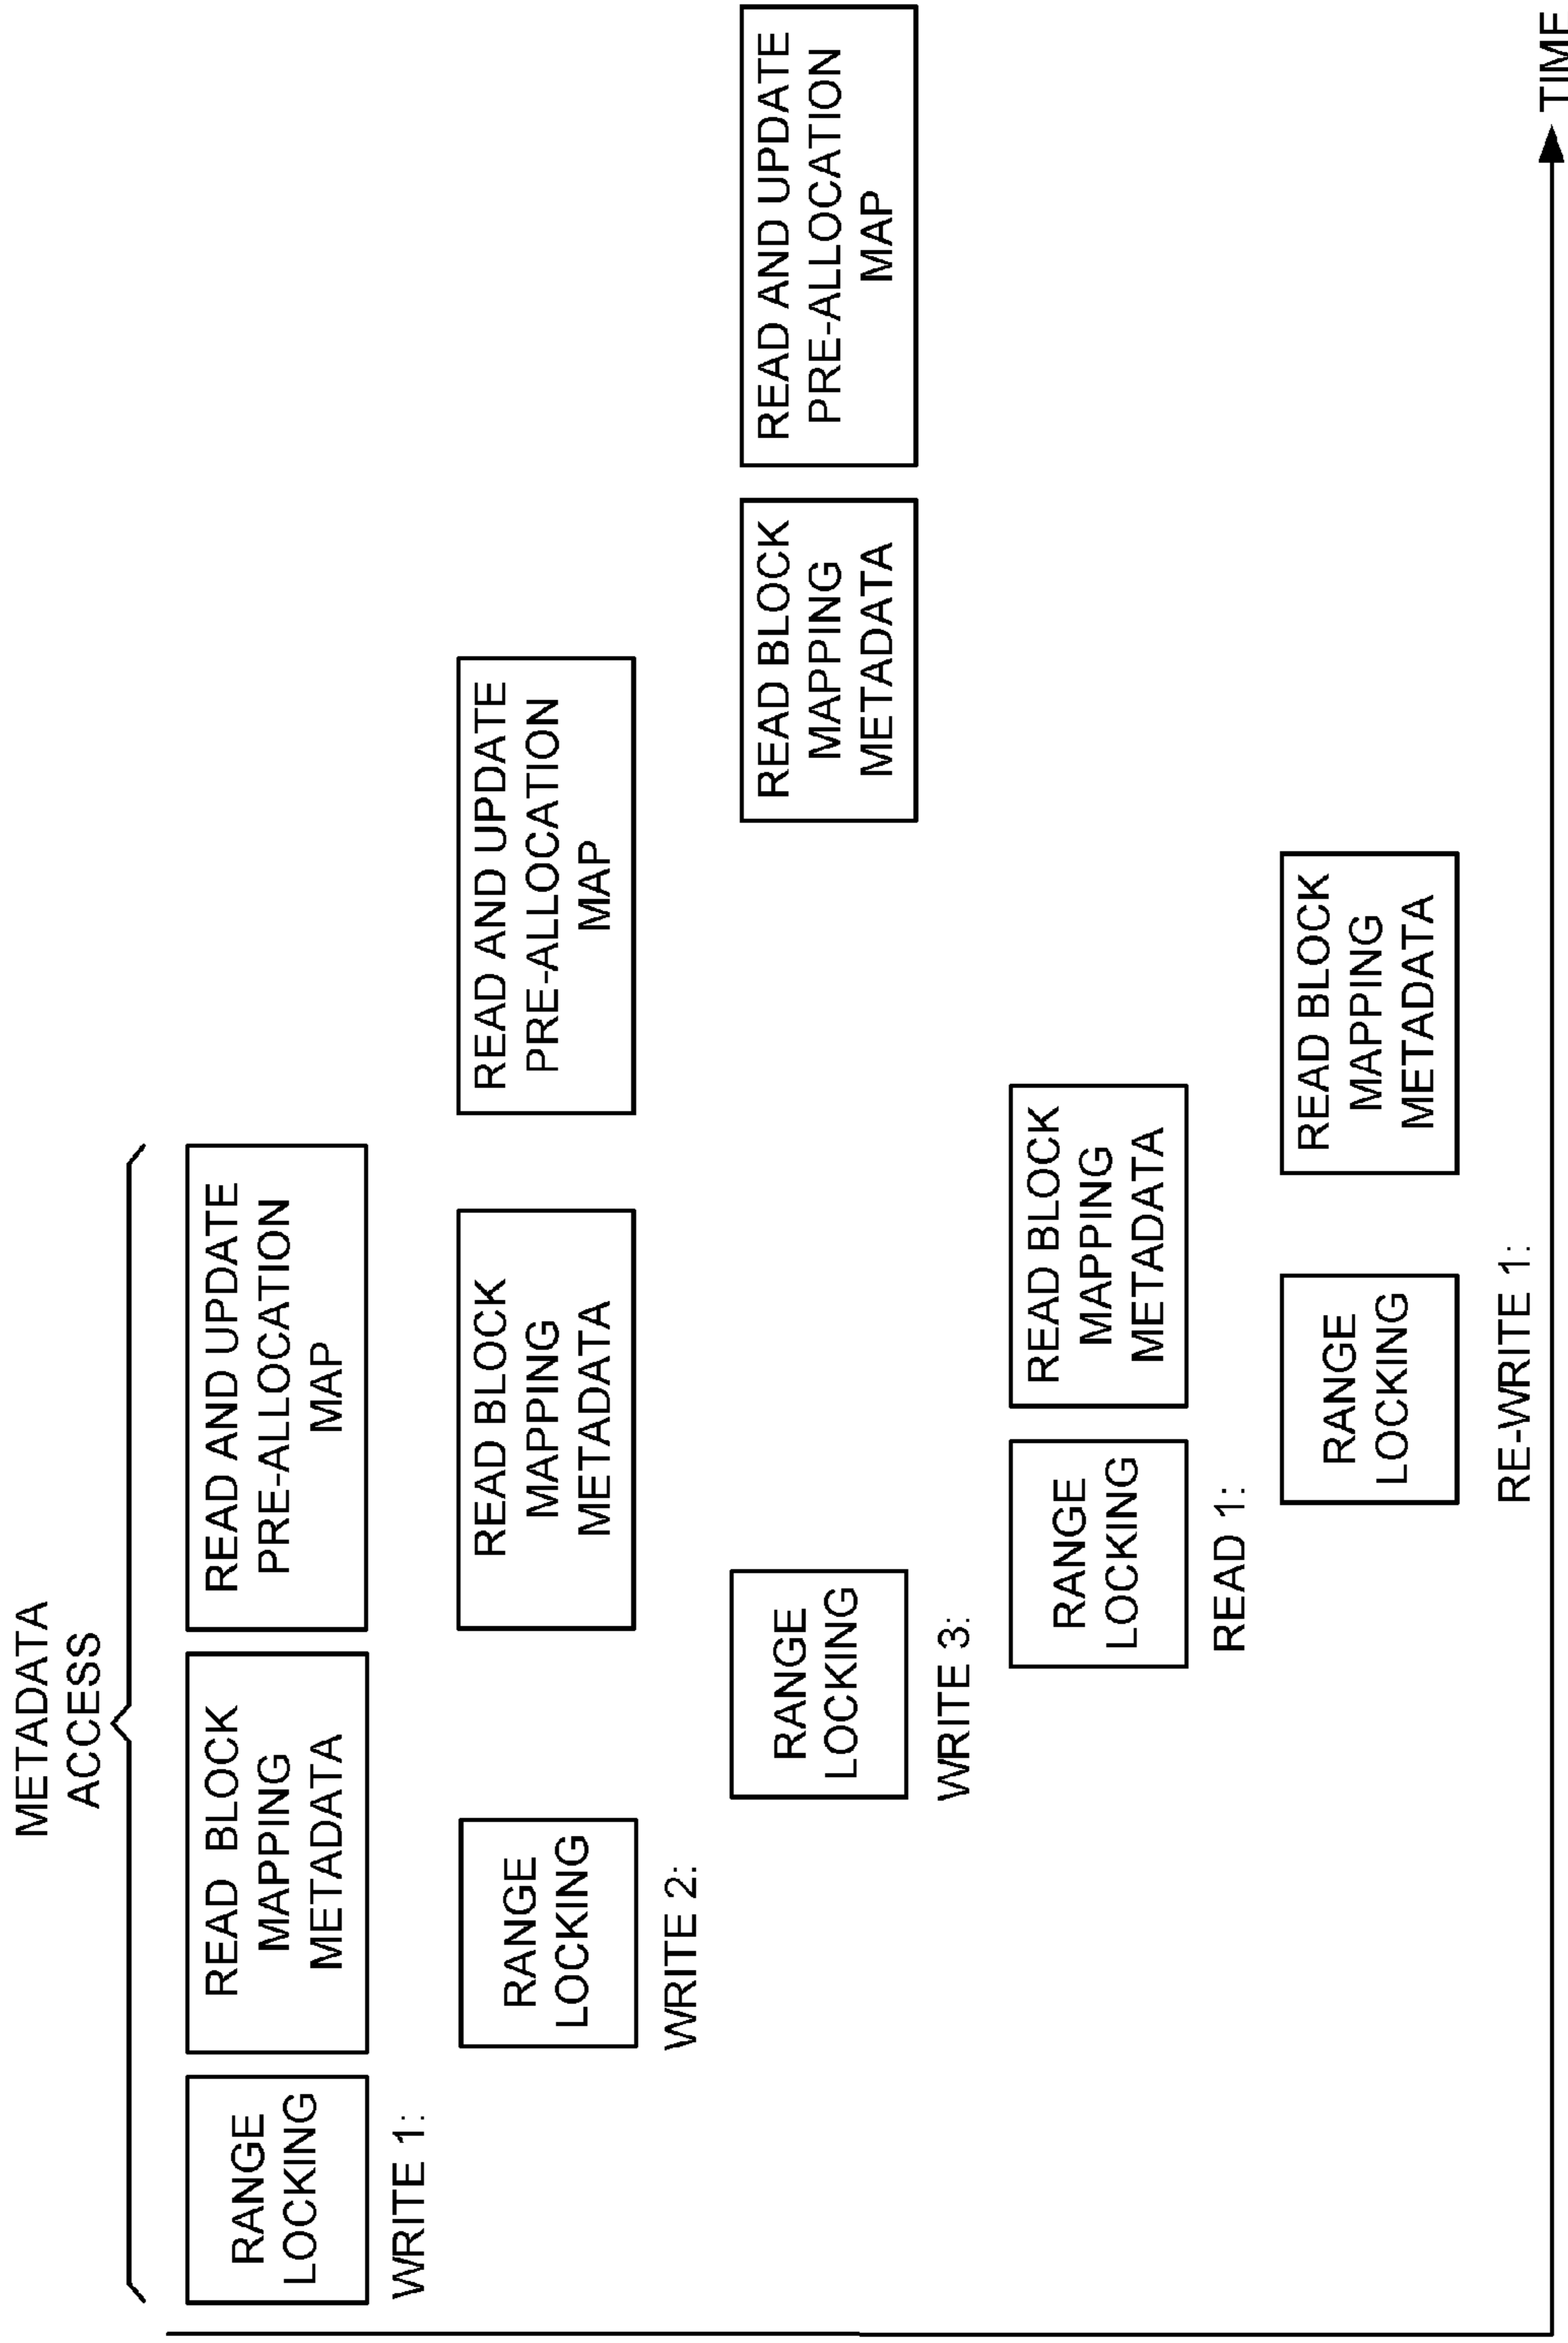 METADATA
ACCESS
RANGE
LOCKING
READ BLOCK
MAPPING
METADATA
READ AND UPDATE
PRE-ALLOCATION
MAP
WRITE 1:
RANGE
LOCKING
READ BLOCK
MAPPING
METADATA
READ AND UPDATE
PRE-ALLOCATION
MAP
WRITE 2:
RANGE
LOCKING
READ BLOCK
MAPPING
METADATA
READ AND UPDATE
PRE-ALLOCATION
MAP
WRITE 3:
RANGE
LOCKING
READ BLOCK
MAPPING
METADATA
READ 1:
RANGE
LOCKING
READ BLOCK
MAPPING
METADATA
RE-WRITE 1:
TIME